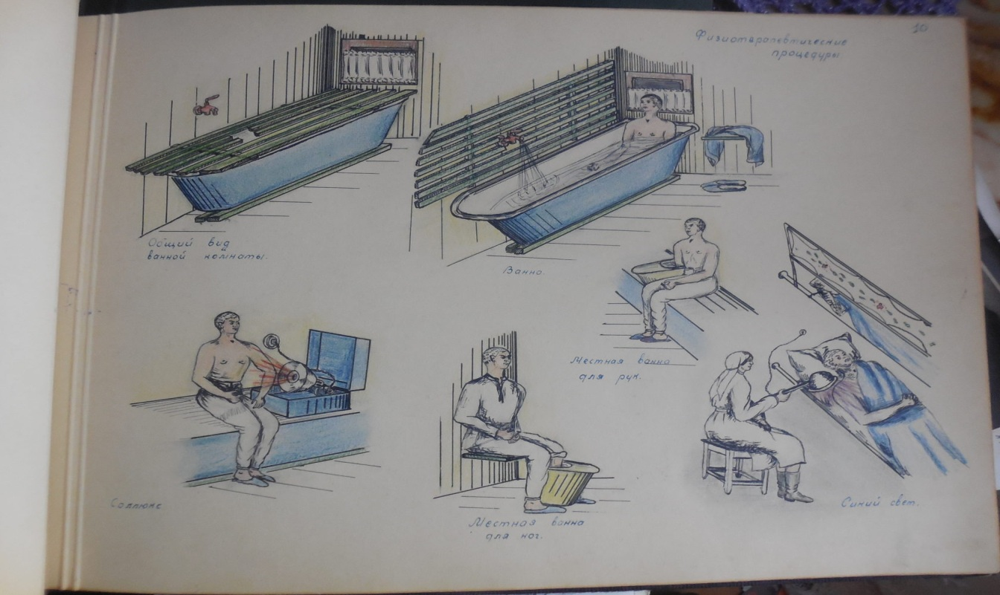 10
Физиотерапевтические
процедуры.
Общий вид
ванной комнаты.
Ванна.
Местная ванна
для рук.
Соллюкс
Местная ванна
для ног.
Синий свет.